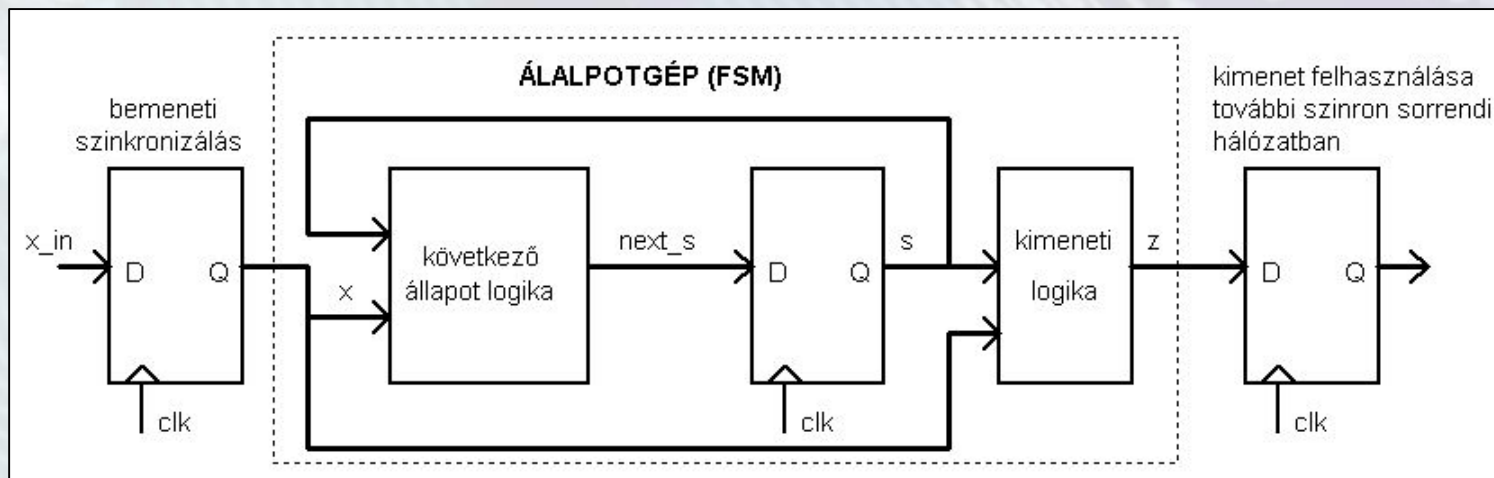 ÁLALPOTGÉP (FSM)
bemeneti
szinkronizálás
kimenet felhasználása
további szinron sorrendi
hálózatban
x_in
D
Q
clk
x
következő
állapot logika
next_s
D
Q
clk
s
kimeneti
logika
z
D
Q
clk